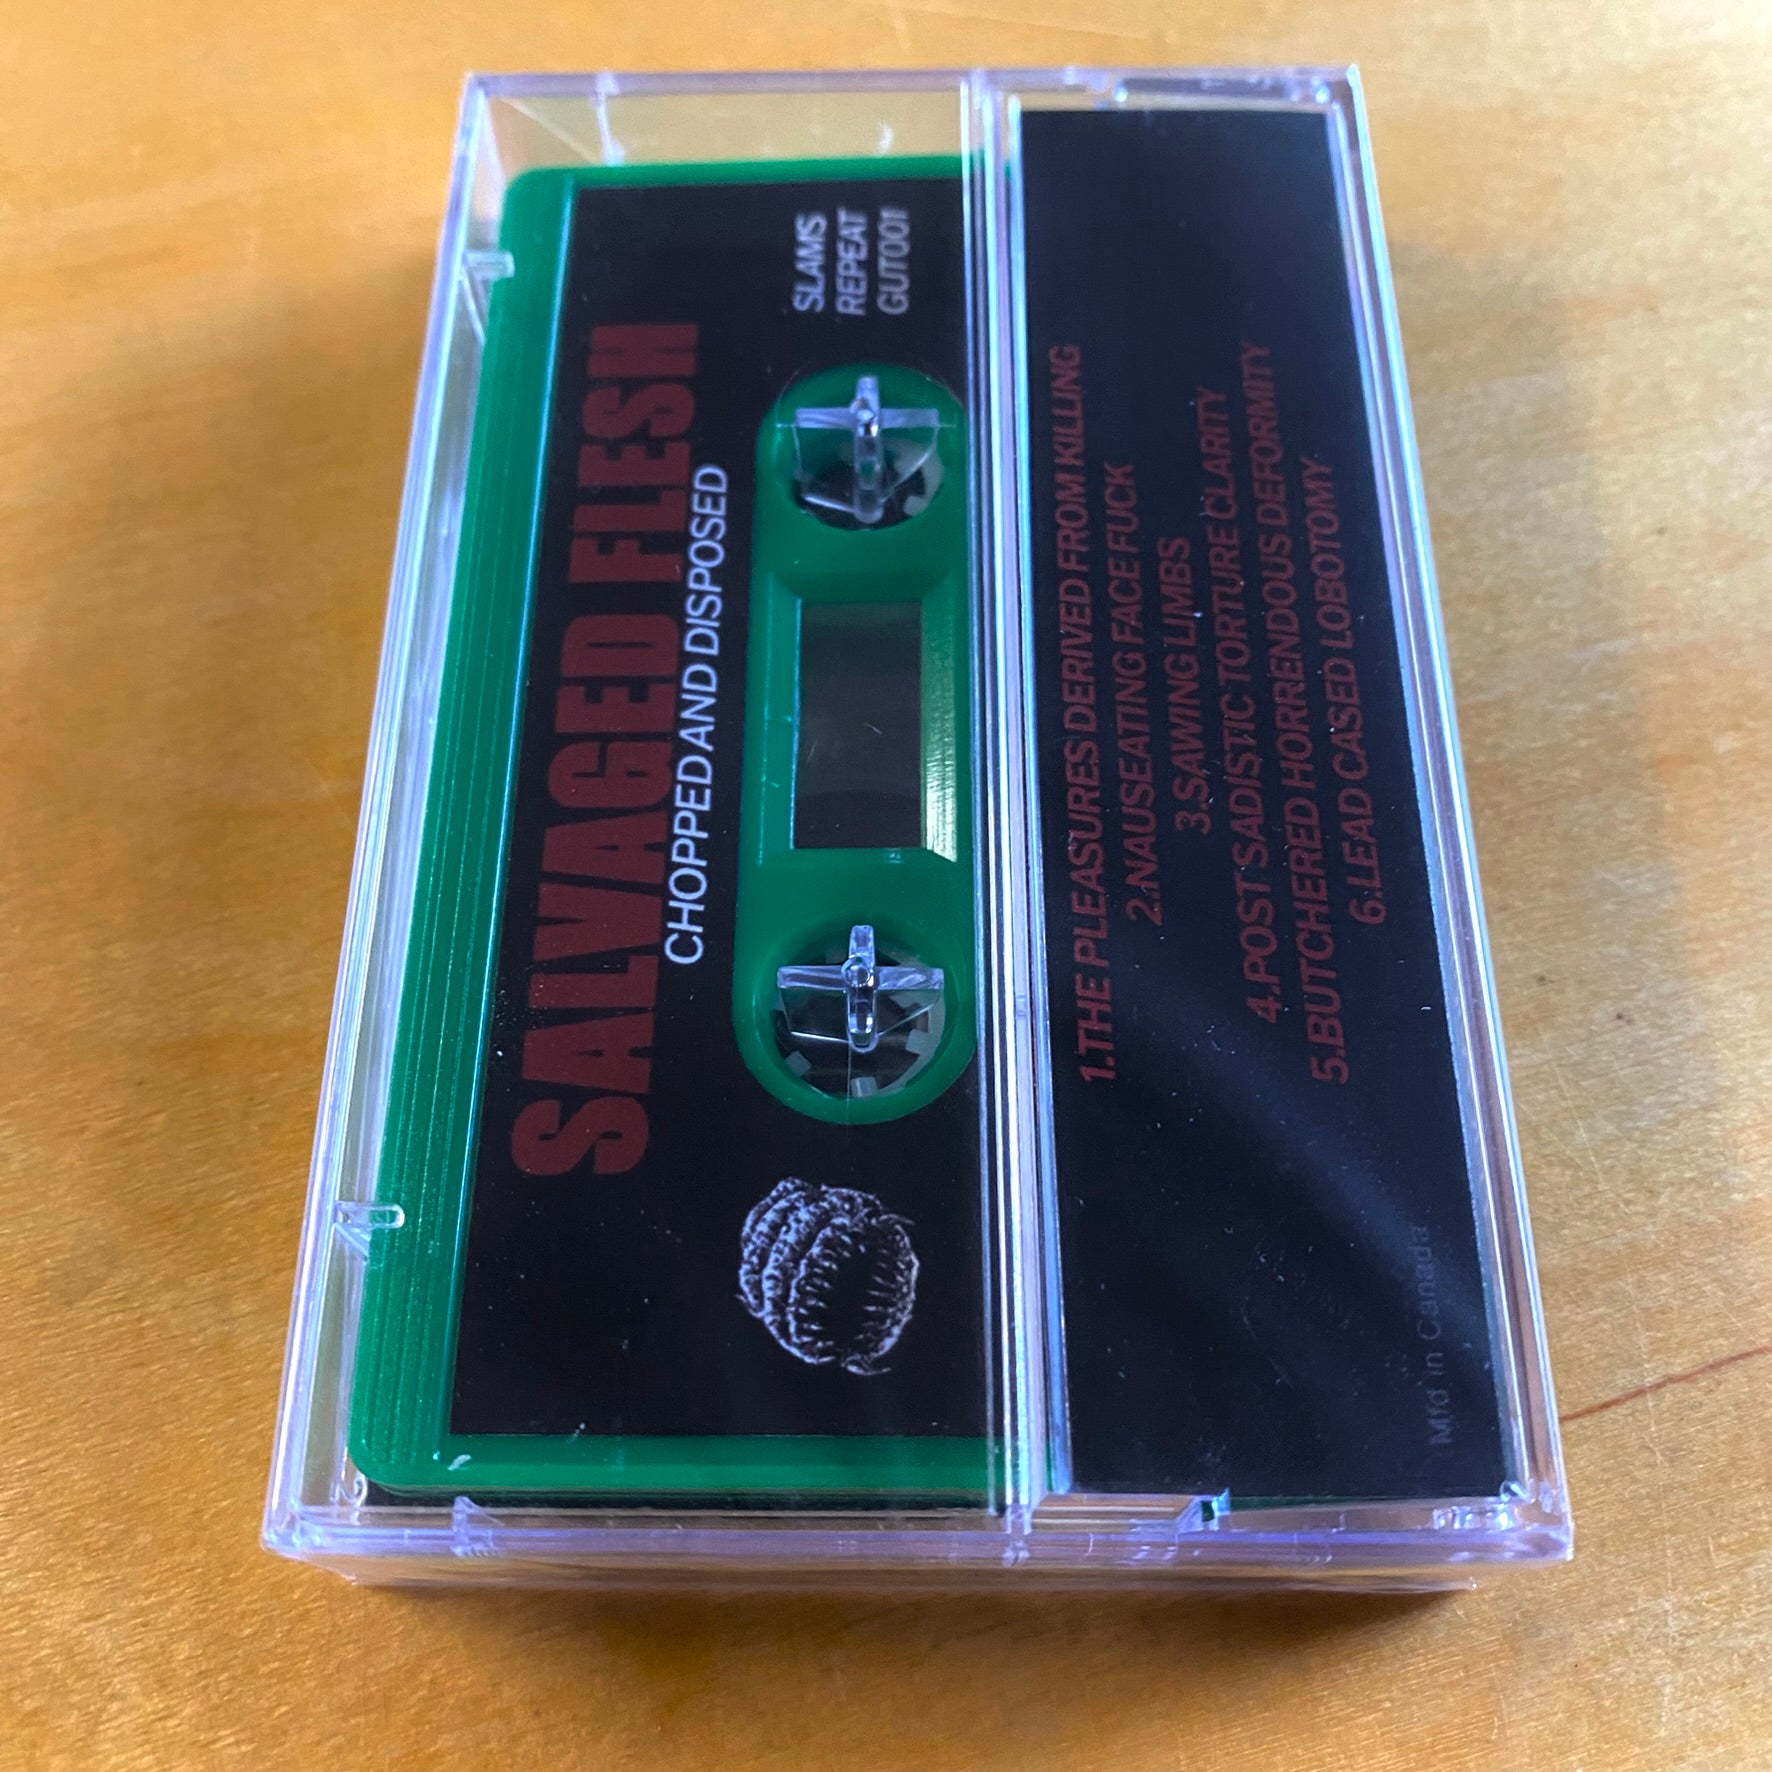 SALVAGED FLESH
CHOPPED AND DISPOSED
SLAMS
REPEAT
GUT001
1.THE PLEASURES DERIVED FROM KILLING
2.NAUSEATING FACE FUCK
3.SAWING LIMBS
4.POST SADISTIC TORTURE CLARITY
5.BUTCHERED HORRENDOUS DEFORMITY
6.LEAD CASED LOBOTOMY
Mfd in Canada
2